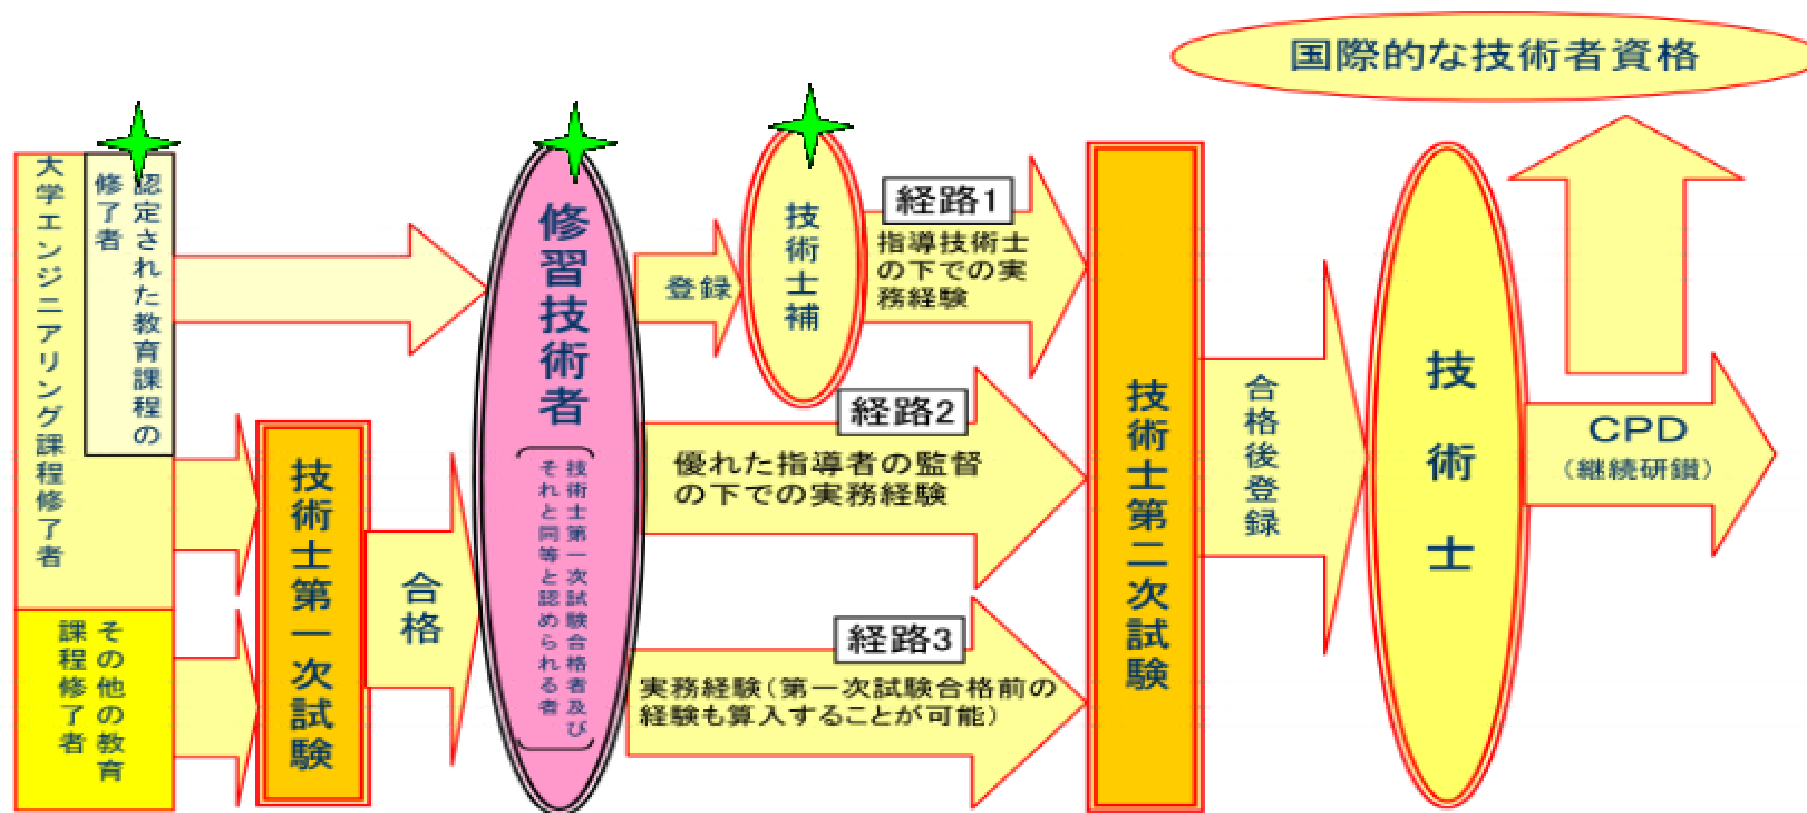 国際的な技術者資格
大学エンジニアリング課程修了者
認定された教育課程の
修了者
その他の教育
課程修了者
技術士第一次試験
合格
修習技術者
技術士第一次試験合格者及び
それと同等と認められる者
登録
技術士補
経路1
指導技術士
の下での実
務経験
経路2
優れた指導者の監督
の下での実務経験
経路3
実務経験(第一次試験合格前の
経験も算入することが可能)
技術士第二次試験
合格後登録
技術士
CPD
(継続研鑽)